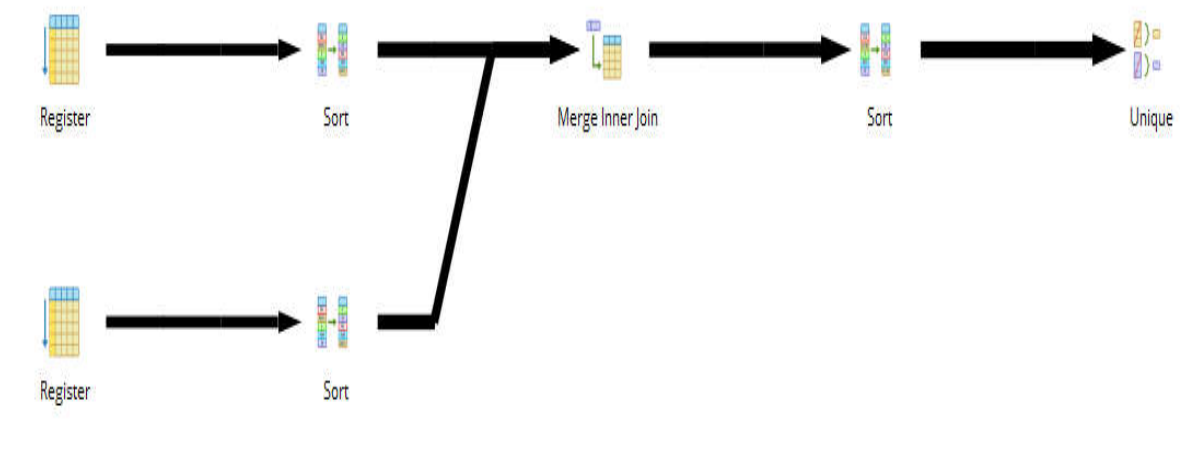 Register
Sort
Merge Inner Join
Sort
Unique
Register
Sort